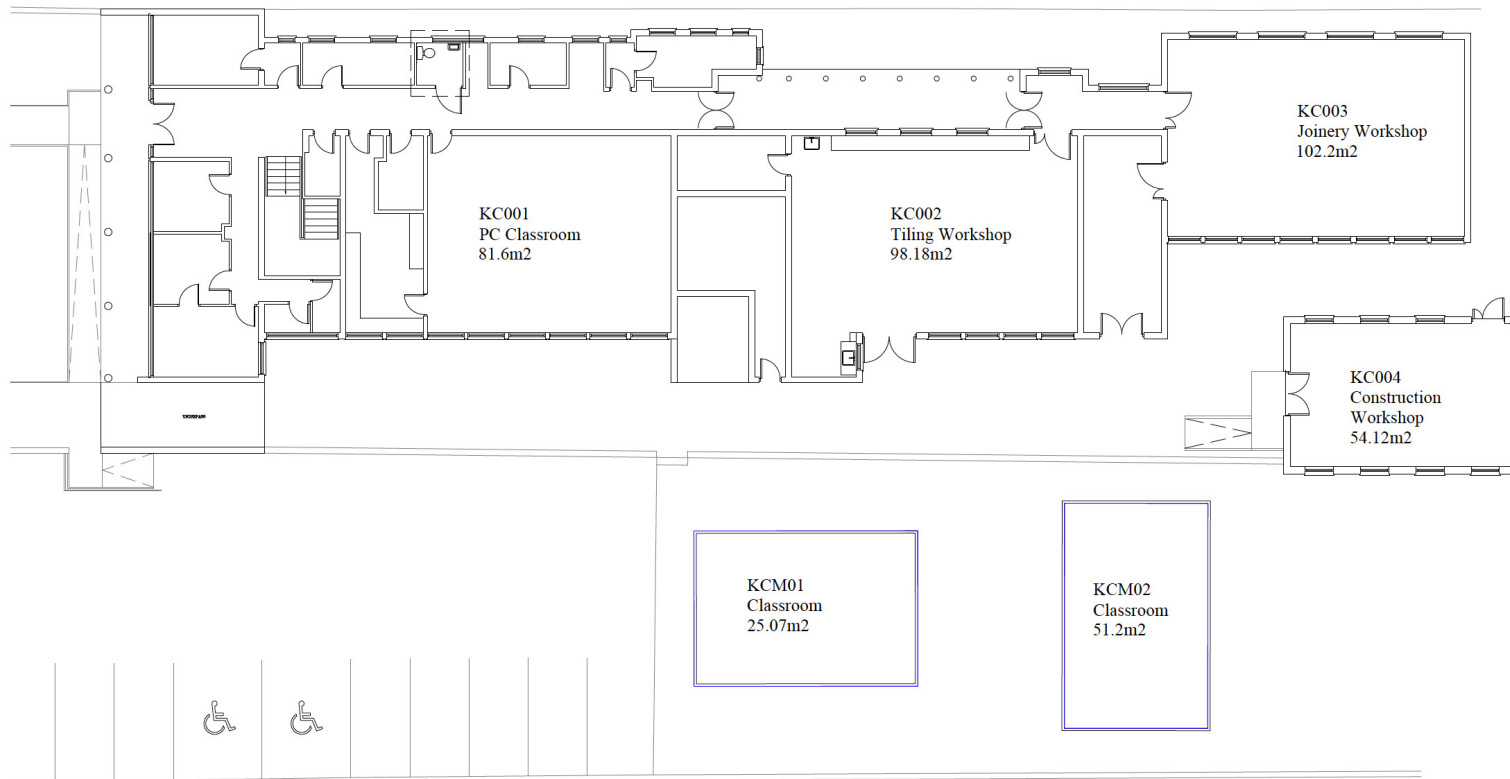 KC003
Joinery Workshop
102.2m2
KC001
PC Classroom
81.6m2
KC002
Tiling Workshop
98.18m2
KC004
Construction
Workshop
54.12m2
KCM01
Classroom
25.07m2
KCM02
Classroom
51.2m2